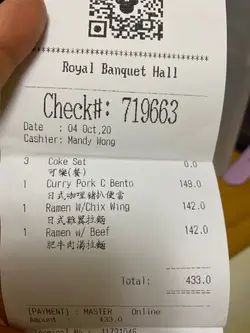 Royal Banquet Hall
Check#: 719663
Date : 04 Oct,20
Cashier: Mandy Wong
3 Coke Set 0.0
可樂(餐)
1 Curry Pork C Bento 149.0
日式咖哩豬扒便當
1 Ramen W/Chix Wing 142.0
日式雞翼拉麵
1 Ramen w/ Beef 142.0
肥牛肉湯拉麵
Total: 433.0
[PAYMENT] : MASTER Online
Amount : 433.0